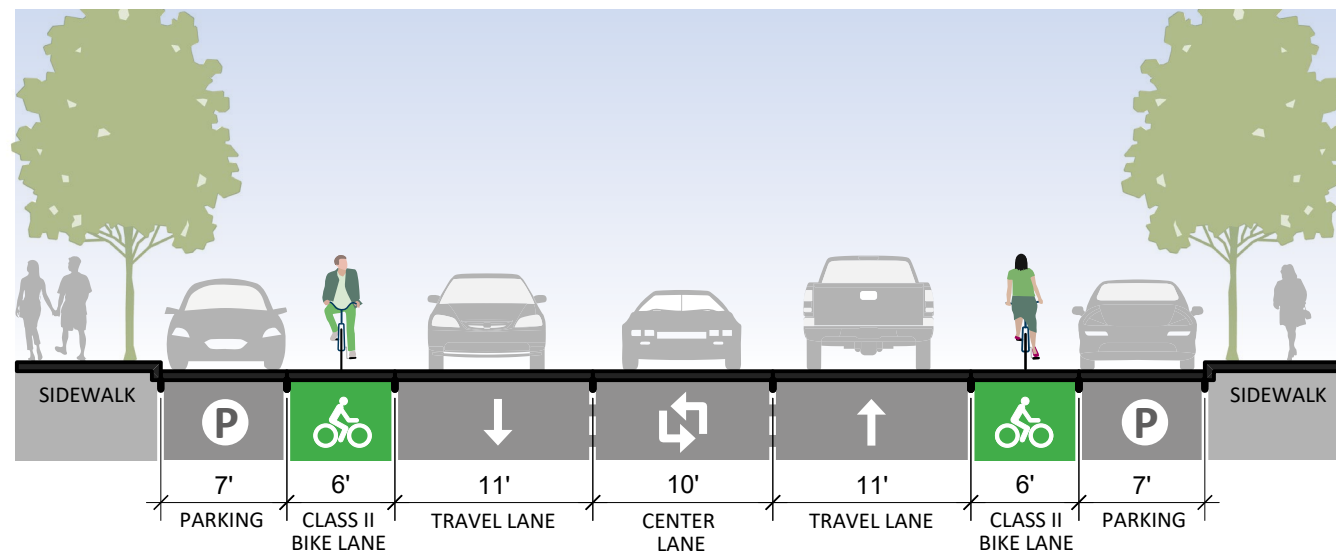 SIDEWALK
SIDEWALK
P
P
7'
6'
11'
10'
11'
6'
7'
PARKING
CLASS II
BIKE LANE
TRAVEL LANE
CENTER
LANE
TRAVEL LANE
CLASS II
BIKE LANE
PARKING